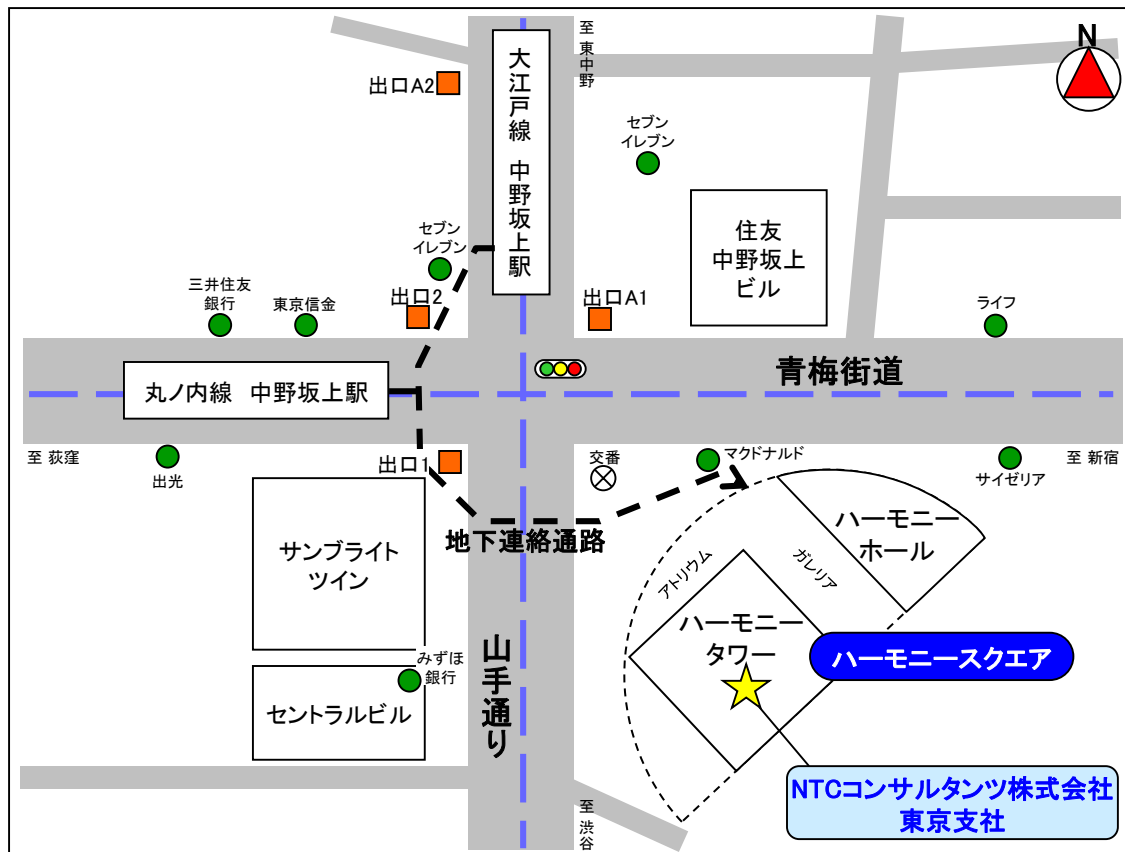 至 東中野
N
大江戸線 中野坂上駅
出口A2
セブン
イレブン
セブン
イレブン
住友
中野坂上
ビル
三井住友
銀行
東京信金
出口2
出口A1
ライフ
青梅街道
丸ノ内線 中野坂上駅
至 荻窪
出光
出口1
交番
マクドナルド
サイゼリア
至 新宿
地下連絡通路
サンブライト
ツイン
ハーモニー
ホール
ガレリア
アトリウム
ハーモニー
タワー
ハーモニースクエア
山手通り
みずほ
銀行
セントラルビル
NTCコンサルタンツ株式会社
東京支社
至 渋谷